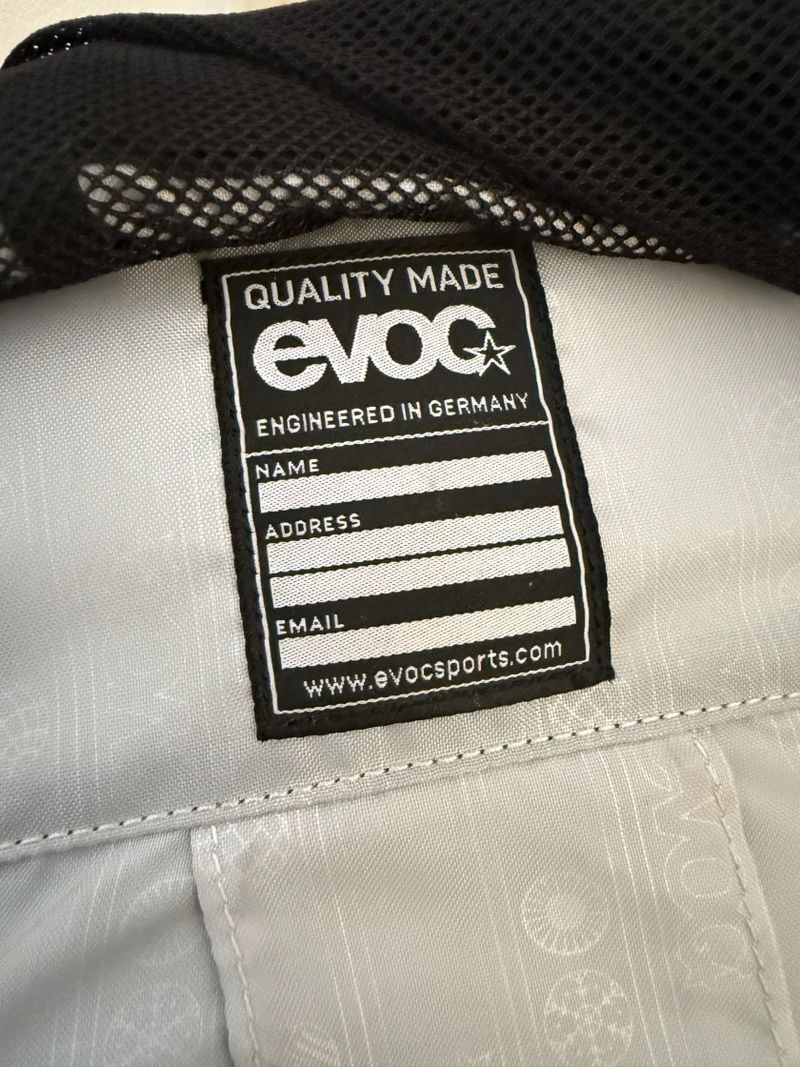 QUALITY MADE
evoc
ENGINEERED IN GERMANY
NAME
ADDRESS
EMAIL
www.evocsports.com